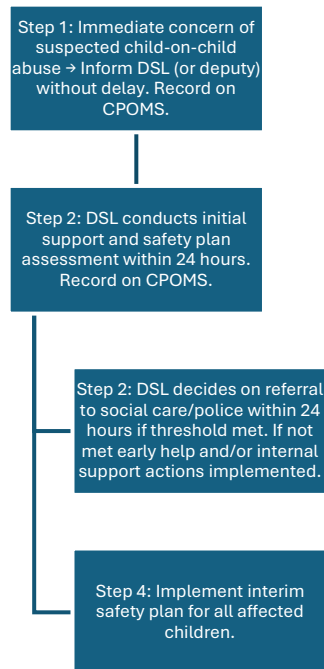 Step 1: Immediate concern of
suspected child-on-child
abuse → Inform DSL (or deputy)
without delay. Record on
CPOMS.
Step 2: DSL conducts initial
support and safety plan
assessment within 24 hours.
Record on CPOMS.
Step 2: DSL decides on referral
to social care/police within 24
hours if threshold met. If not
met early help and/or internal
support actions implemented.
Step 4: Implement interim
safety plan for all affected
children.